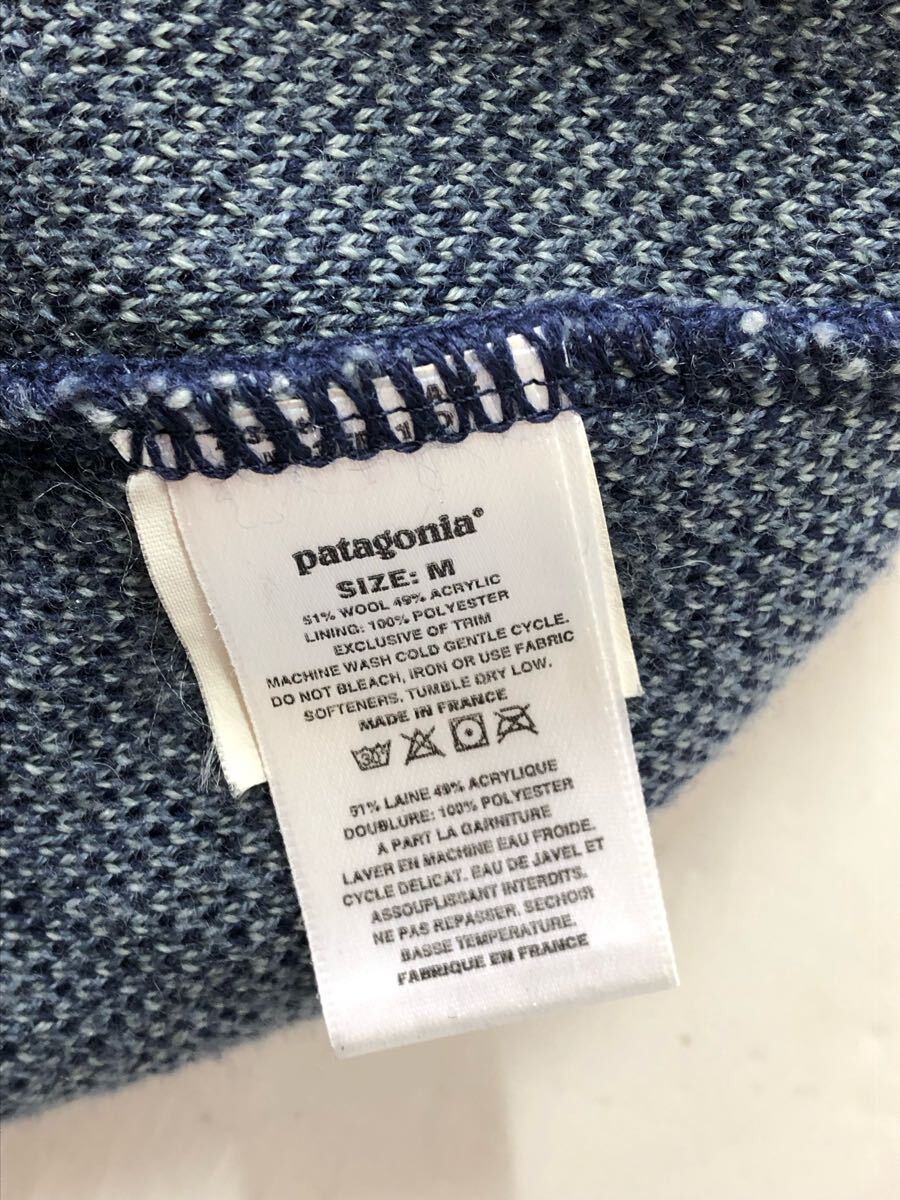 patagonia®
SIZE: M
51% WOOL 49% ACRYLIC
LINING: 100% POLYESTER
EXCLUSIVE OF TRIM
MACHINE WASH COLD GENTLE CYCLE.
DO NOT BLEACH, IRON OR USE FABRIC
SOFTENERS. TUMBLE DRY LOW.
MADE IN FRANCE
30°
51% LAINE 49% ACRYLIQUE
DOUBLURE: 100% POLYESTER
A PART LA GARNITURE
LAVER EN MACHINE EAU FROIDE.
CYCLE DELICAT. EAU DE JAVEL ET
ASSOUPLISSANT INTERDITS.
NE PAS REPASSER. SECHOIR
BASSE TEMPERATURE.
FABRIQUE EN FRANCE